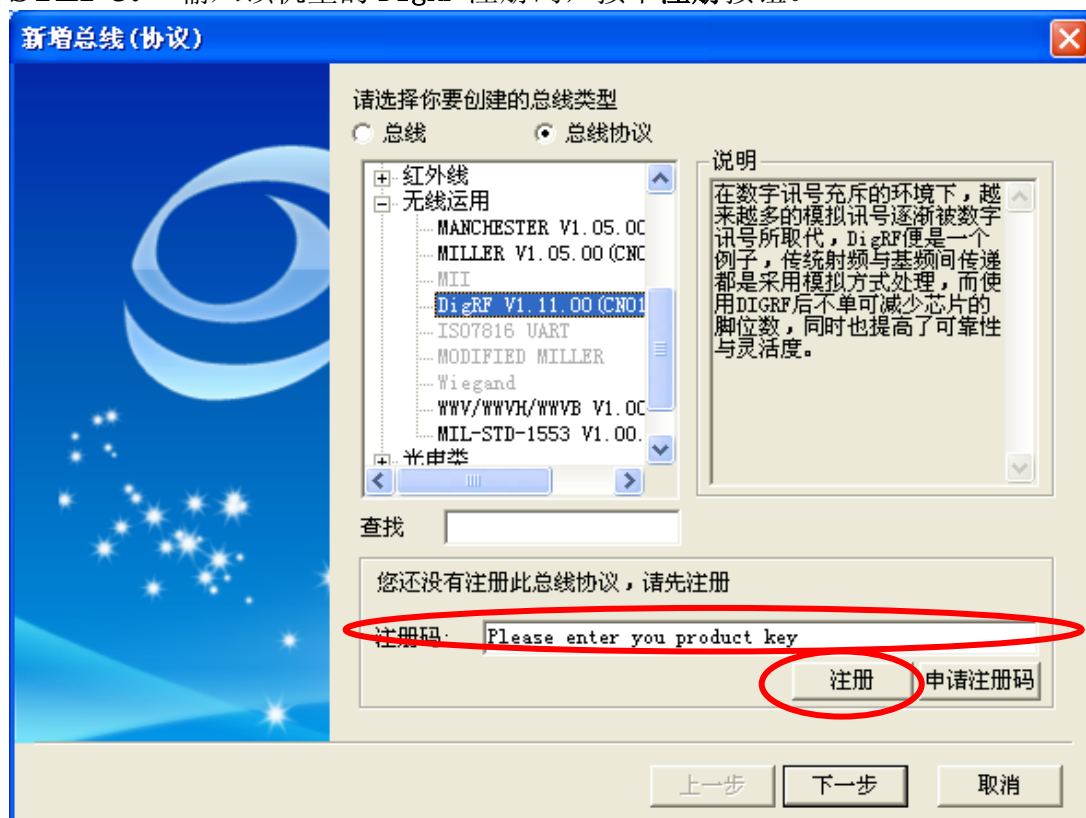 新增总线(协议)
请选择你要创建的总线类型
总线 总线协议
红外线
无线运用
MANCHESTER V1.05.00
MILLER V1.05.00(CNC
MII
DigRF V1.11.00(CN01
ISO7816 UART
MODIFIED MILLER
Wiegand
WWV/WWVH/WWVB V1.0
MIL-STD-1553 V1.00.
光电类
说明
在数字讯号充斥的环境下，越
来越多的模拟讯号逐渐被数字
讯号所取代，DigRF便是一个
例子，传统射频与基频间传递
都是采用模拟方式处理，而使
用DIGRF后不单可减少芯片的
脚位数，同时也提高了可靠性
与灵活度。
查找
您还没有注册此总线协议，请先注册
注册码: Please enter you product key
注册 申请注册码
上一步 下一步 取消